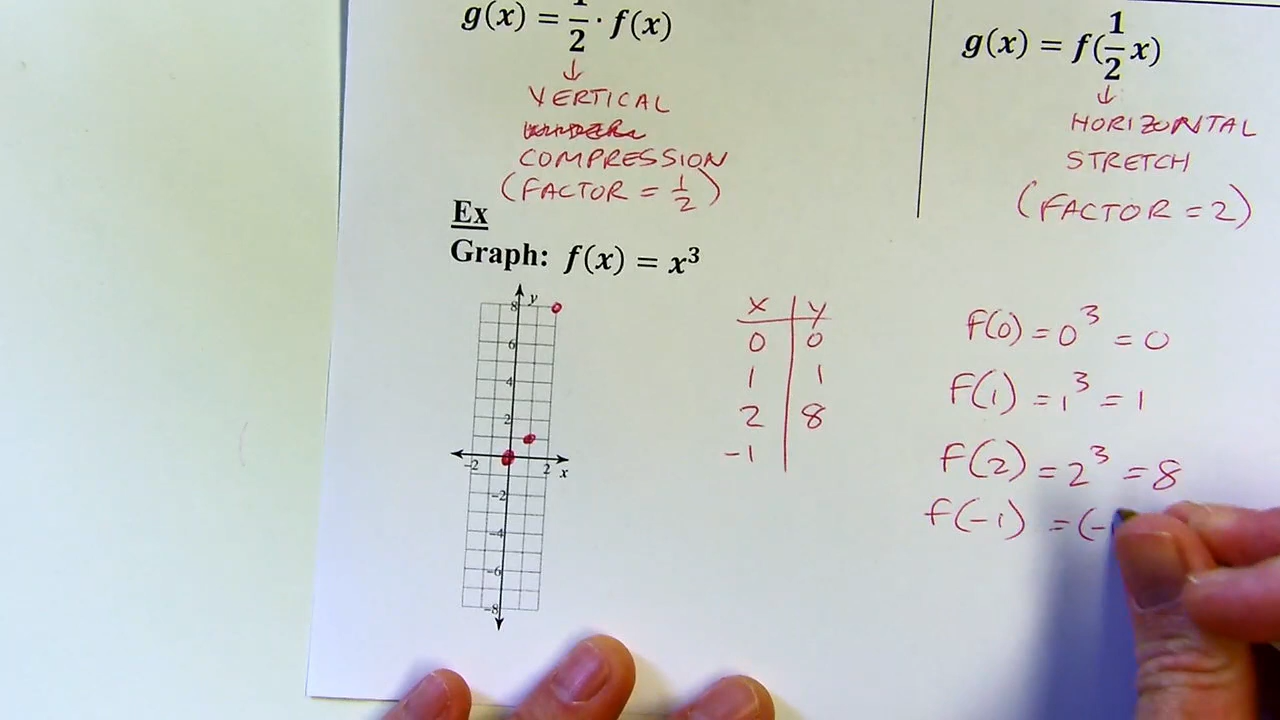 g(x) = 1/2 · f(x)
↓
VERTICAL
COMPRESSION
(FACTOR = 1/2)
g(x) = f(1/2 x)
↓
HORIZONTAL
STRETCH
(FACTOR = 2)
Ex
Graph: f(x) = x³
y
8
6
4
2
-2 2 x
-2
-4
-6
-8
x | y
0 | 0
1 | 1
2 | 8
-1 |
f(0) = 0³ = 0
f(1) = 1³ = 1
f(2) = 2³ = 8
f(-1) = (-